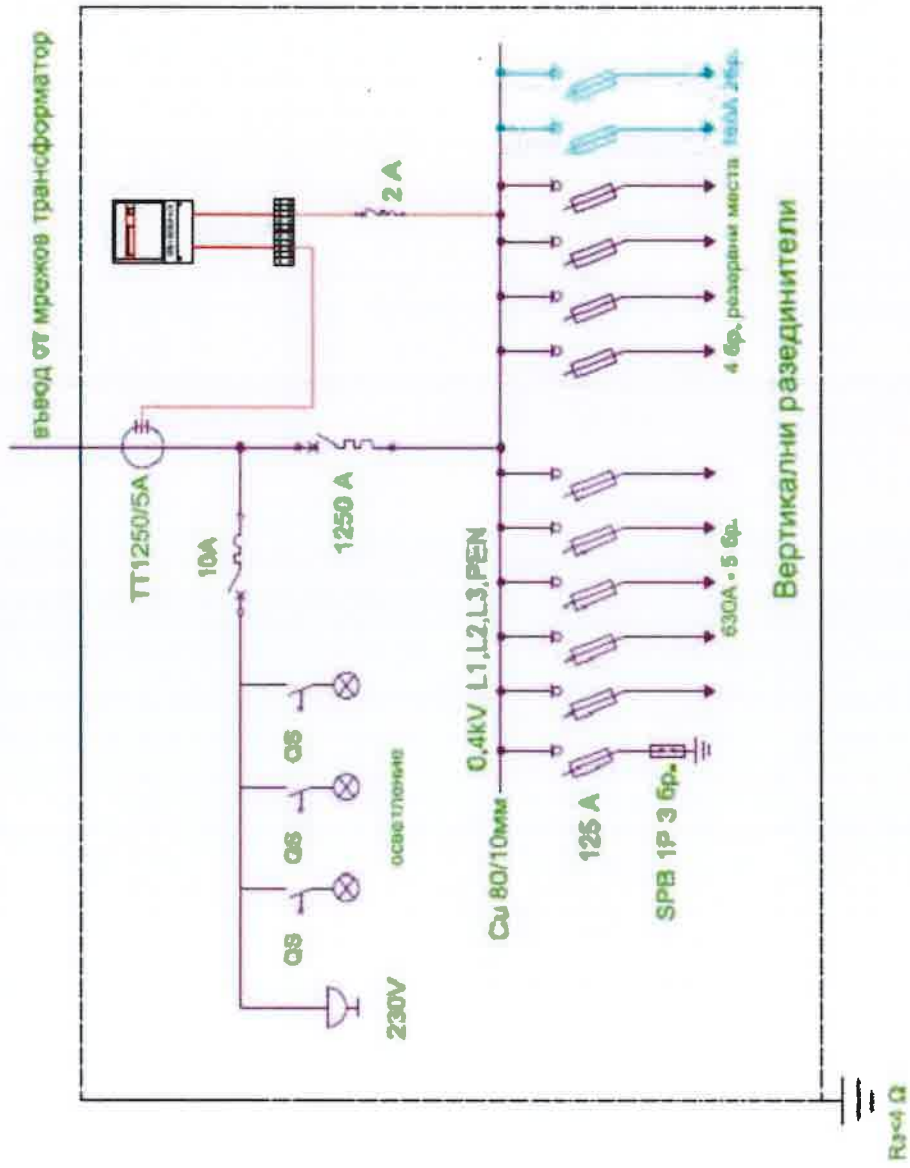 въвод от мрежов трансформатор
ТТ1250/5А
2 А
10А
1250 А
QS
QS
QS
осветление
230V
0,4kV L1,L2,L3,PEN
Cu 80/10мм
125 А
SPB 1P 3 бр.
630А - 5 бр.
4 бр. резервни места
160А 2бр.
Вертикални разединители
Rз<4 Ω